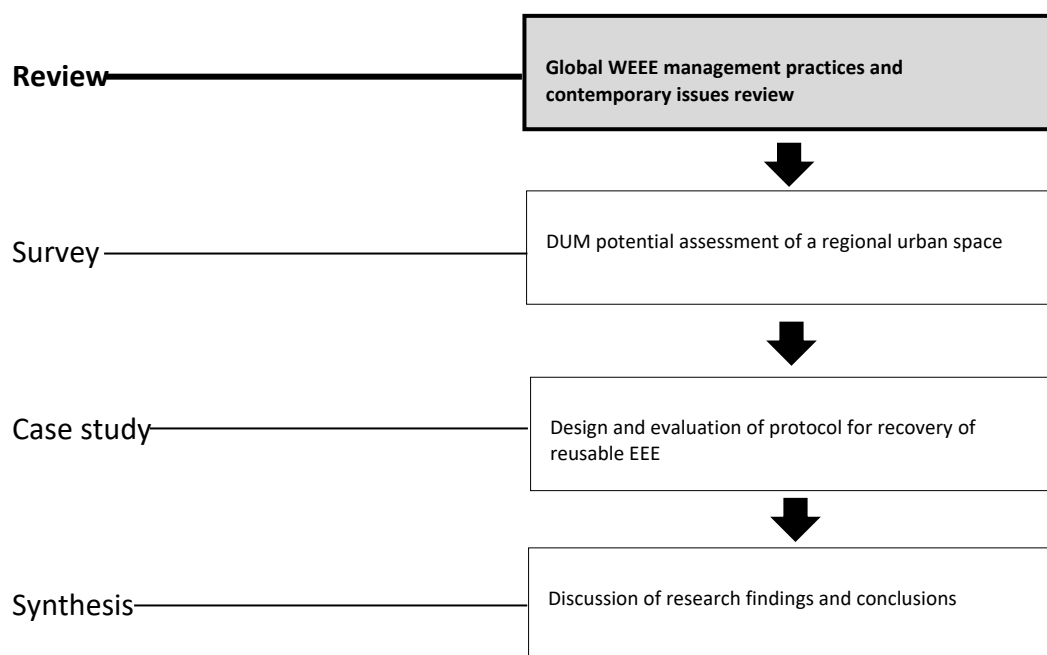 Review
Global WEEE management practices and
contemporary issues review
Survey
DUM potential assessment of a regional urban space
Case study
Design and evaluation of protocol for recovery of
reusable EEE
Synthesis
Discussion of research findings and conclusions